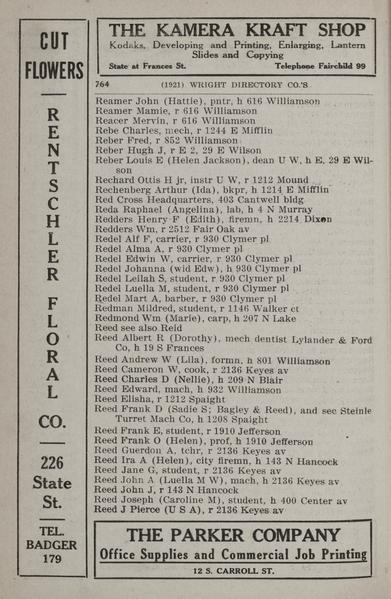 CUT
FLOWERS
RENTSCHLER FLORAL
CO.
226
State
St.
TEL.
BADGER
179
THE KAMERA KRAFT SHOP
Kodaks, Developing and Printing, Enlarging, Lantern
Slides and Copying
State at Frances St. Telephone Fairchild 99
764 (1921) WRIGHT DIRECTORY CO.'S
Reamer John (Hattie), pntr, h 616 Williamson
Reamer Mamie, r 616 Williamson
Reacer Mervin, r 616 Williamson
Rebe Charles, mech, r 1244 E Mifflin
Reber Fred, r 852 Williamson
Reber Hugh J, r E 2, 29 E Wilson
Reber Louis E (Helen Jackson), dean U W, h E, 29 E Wil-
son
Rechard Ottis H jr, instr U W, r 1212 Mound
Rechenberg Arthur (Ida), bkpr, h 1214 E Mifflin
Red Cross Headquarters, 403 Cantwell bldg
Reda Raphael (Angelina), lab, h 4 N Murray
Redders Henry F (Edith), firemn, h 2214 Dixon
Redders Wm, r 2512 Fair Oak av
Redel Alf F, carrier, r 930 Clymer pl
Redel Alma A, r 930 Clymer pl
Redel Edwin W, carrier, r 930 Clymer pl
Redel Johanna (wid Edw), h 930 Clymer pl
Redel Leilah S, student, r 930 Clymer pl
Redel Luella M, student, r 930 Clymer pl
Redel Mart A, barber, r 930 Clymer pl
Redman Mildred, student, r 1146 Walker ct
Redmond Wm (Marie), carp, h 207 N Lake
Reed see also Reid
Reed Albert R (Dorothy), mech dentist Lylander & Ford
Co, h 19 S Frances
Reed Andrew W (Lila), formn, h 801 Williamson
Reed Cameron W, cook, r 2136 Keyes av
Reed Charles D (Nellie), h 209 N Blair
Reed Edward, mach, h 932 Williamson
Reed Elisha, r 1212 Spaight
Reed Frank D (Sadie S; Bagley & Reed), and sec Steinle
Turret Mach Co, h 1208 Spaight
Reed Frank E, student, r 1910 Jefferson
Reed Frank O (Helen), prof, h 1910 Jefferson
Reed Guerdon A, tchr, r 2136 Keyes av
Reed Ira A (Helen), city firemn, h 143 N Hancock
Reed Jane G, student, r 2136 Keyes av
Reed John A (Luella M W), mach, h 2136 Keyes av
Reed John J, r 143 N Hancock
Reed Joseph (Caroline M), student, h 400 Center av
Reed J Pierce (U S A), r 2136 Keyes av
THE PARKER COMPANY
Office Supplies and Commercial Job Printing
12 S. CARROLL ST.